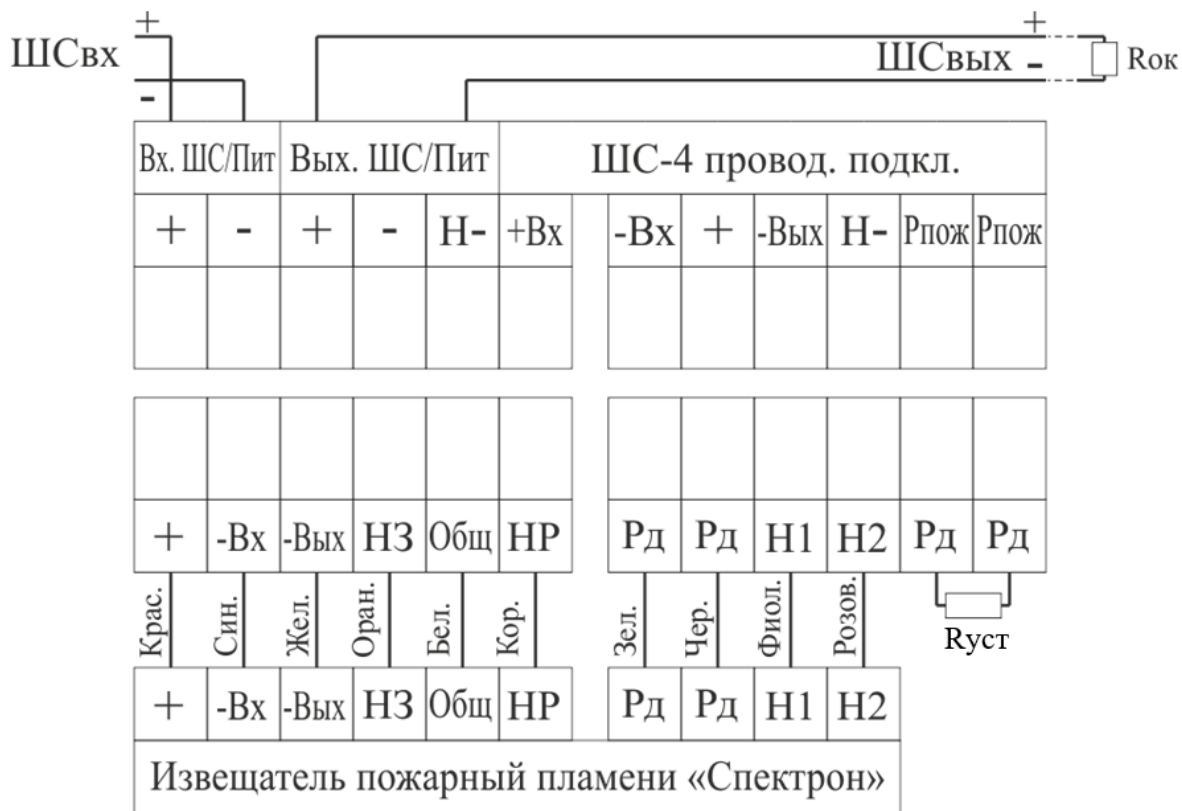 + +
ШСвх ШСвых - Rок
-
Вх. ШС/Пит Вых. ШС/Пит ШС-4 провод. подкл.
+ - + - Н- +Вх -Вх + -Вых Н- Рпож Рпож
+ -Вх -Вых НЗ Общ НР Рд Рд Н1 Н2 Рд Рд
Крас. Син. Жел. Оран. Бел. Кор. Зел. Чер. Фиол. Розов.
Rуст
+ -Вх -Вых НЗ Общ НР Рд Рд Н1 Н2
Извещатель пожарный пламени «Спектрон»